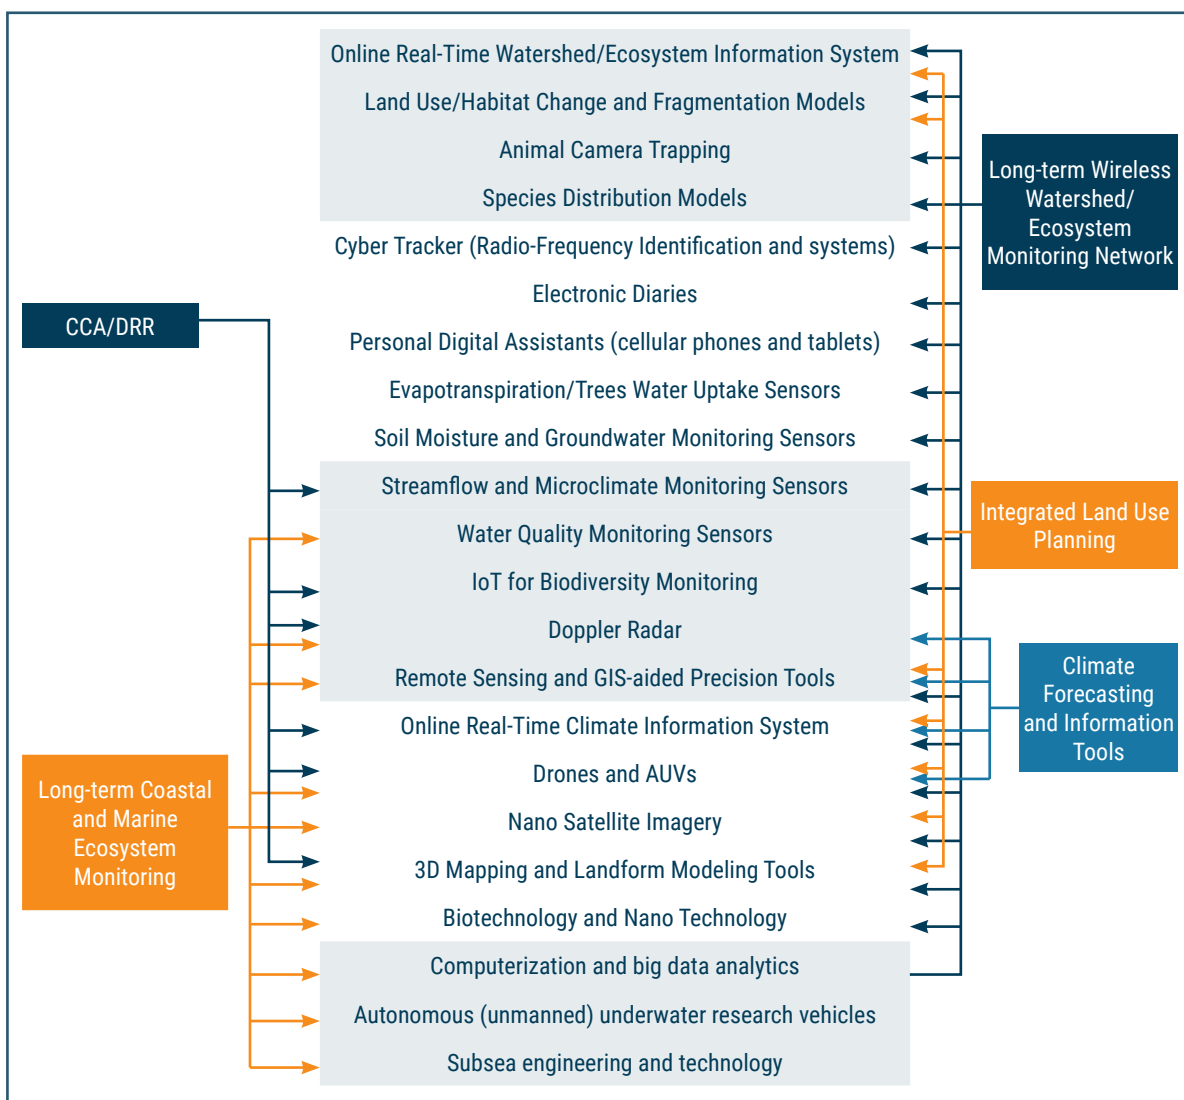 Online Real-Time Watershed/Ecosystem Information System
Land Use/Habitat Change and Fragmentation Models
Animal Camera Trapping
Species Distribution Models
Cyber Tracker (Radio-Frequency Identification and systems)
Electronic Diaries
Personal Digital Assistants (cellular phones and tablets)
Evapotranspiration/Trees Water Uptake Sensors
Soil Moisture and Groundwater Monitoring Sensors
Streamflow and Microclimate Monitoring Sensors
Water Quality Monitoring Sensors
IoT for Biodiversity Monitoring
Doppler Radar
Remote Sensing and GIS-aided Precision Tools
Online Real-Time Climate Information System
Drones and AUVs
Nano Satellite Imagery
3D Mapping and Landform Modeling Tools
Biotechnology and Nano Technology
Computerization and big data analytics
Autonomous (unmanned) underwater research vehicles
Subsea engineering and technology
CCA/DRR
Long-term Coastal
and Marine
Ecosystem
Monitoring
Long-term Wireless
Watershed/
Ecosystem
Monitoring Network
Integrated Land Use
Planning
Climate
Forecasting
and Information
Tools